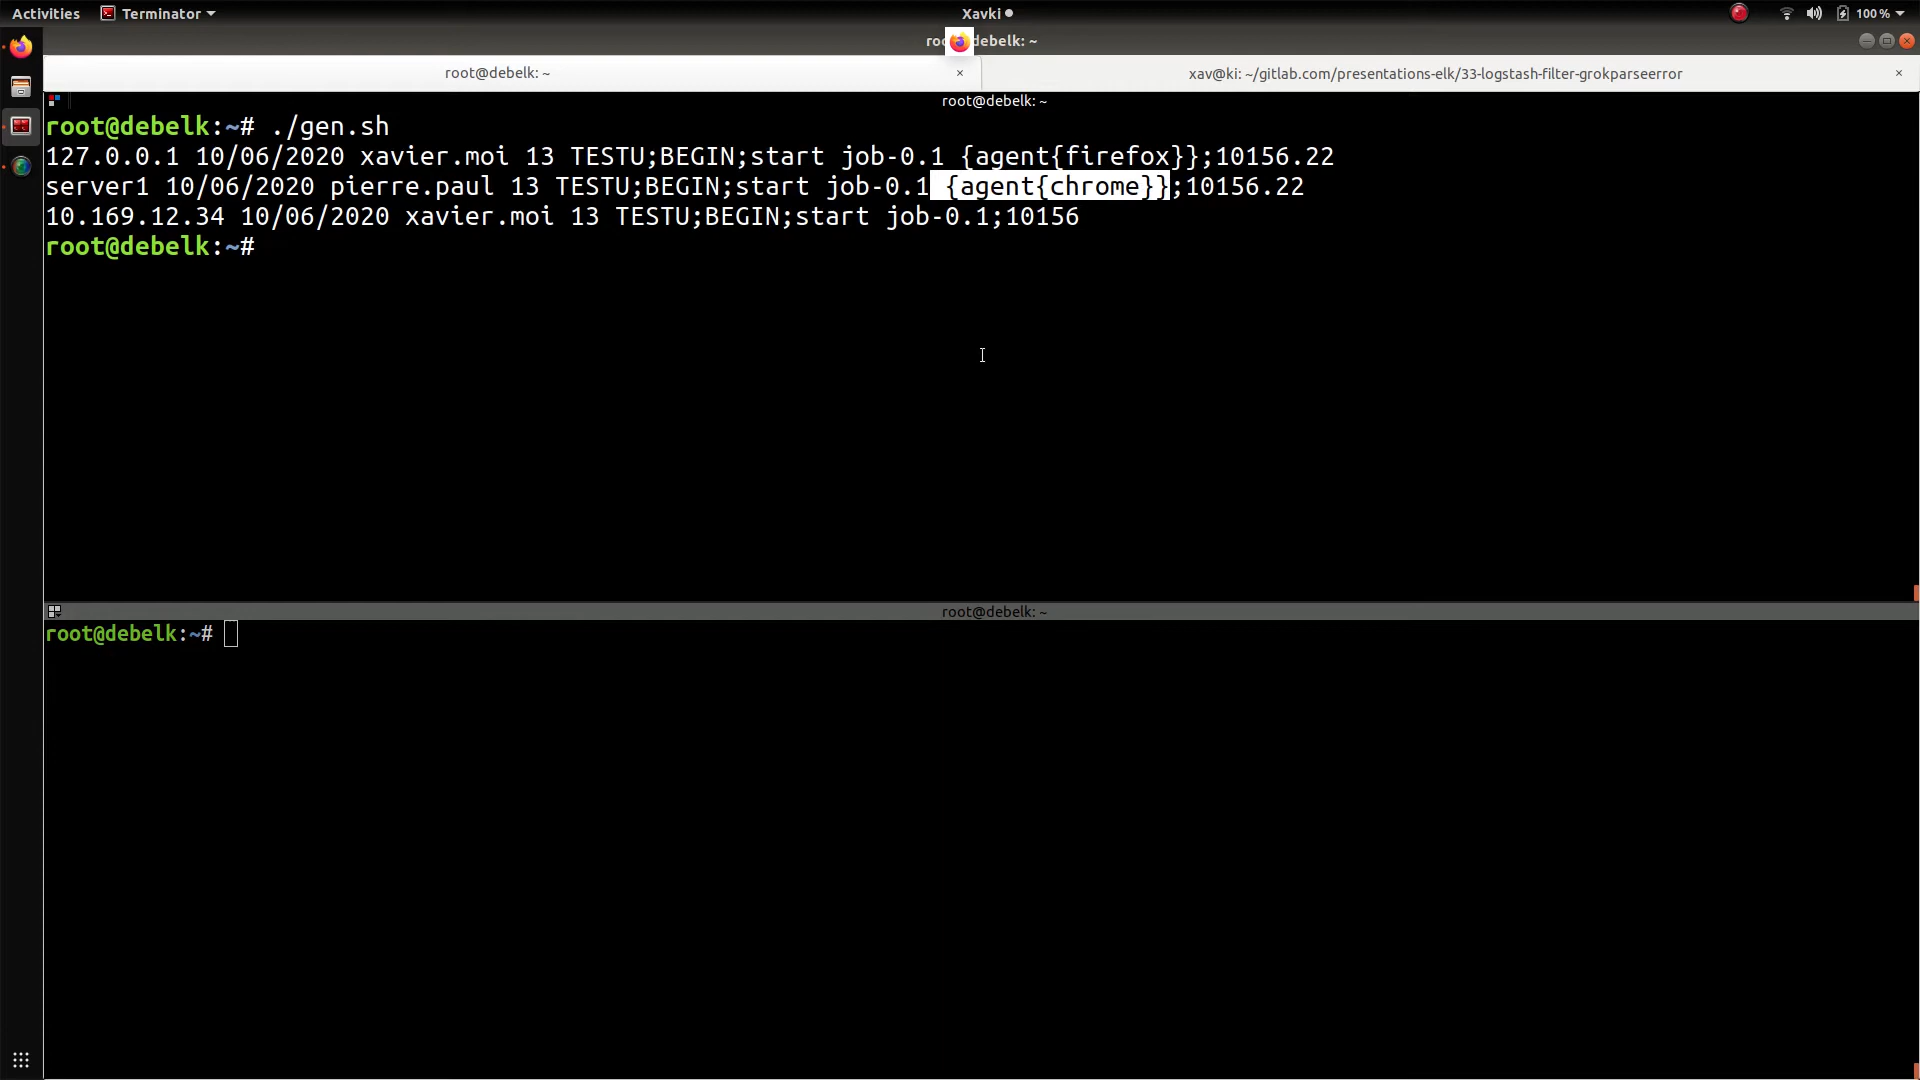 Activities Terminator Xavki 100 %
debelk: ~
root@debelk: ~ × xav@ki: ~/gitlab.com/presentations-elk/33-logstash-filter-grokparseerror ×
root@debelk: ~
root@debelk:~# ./gen.sh
127.0.0.1 10/06/2020 xavier.moi 13 TESTU;BEGIN;start job-0.1 {agent{firefox}};10156.22
server1 10/06/2020 pierre.paul 13 TESTU;BEGIN;start job-0.1 {agent{chrome}};10156.22
10.169.12.34 10/06/2020 xavier.moi 13 TESTU;BEGIN;start job-0.1;10156
root@debelk:~#
root@debelk: ~
root@debelk:~#